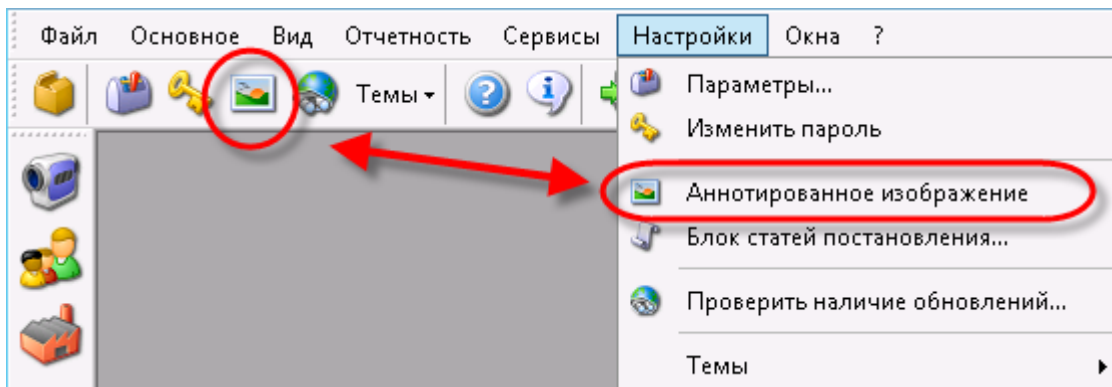 Файл Основное Вид Отчетность Сервисы Настройки Окна ?
Темы
Параметры...
Изменить пароль
Аннотированное изображение
Блок статей постановления...
Проверить наличие обновлений...
Темы